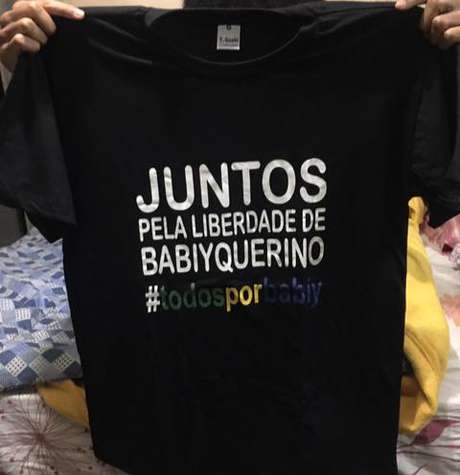 JUNTOS
PELA LIBERDADE DE
BABIYQUERINO
#todosporbabiy